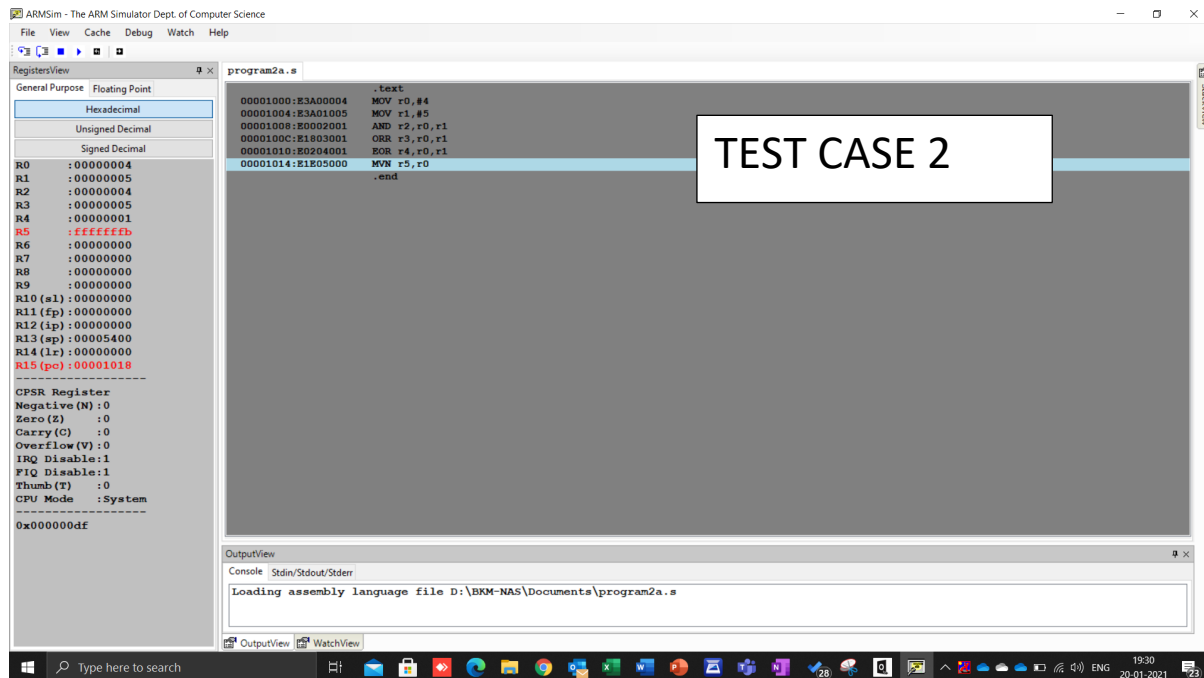 ARMSim - The ARM Simulator Dept. of Computer Science
File View Cache Debug Watch Help
RegistersView
General Purpose Floating Point
Hexadecimal
Unsigned Decimal
Signed Decimal
R0 :00000004
R1 :00000005
R2 :00000004
R3 :00000005
R4 :00000001
R5 :fffffffb
R6 :00000000
R7 :00000000
R8 :00000000
R9 :00000000
R10(sl):00000000
R11(fp):00000000
R12(ip):00000000
R13(sp):00005400
R14(lr):00000000
R15(pc):00001018
------------------
CPSR Register
Negative(N):0
Zero(Z) :0
Carry(C) :0
Overflow(V):0
IRQ Disable:1
FIQ Disable:1
Thumb(T) :0
CPU Mode :System
------------------
0x000000df
program2a.s
.text
00001000:E3A00004 MOV r0,#4
00001004:E3A01005 MOV r1,#5
00001008:E0002001 AND r2,r0,r1
0000100C:E1803001 ORR r3,r0,r1
00001010:E0204001 EOR r4,r0,r1
00001014:E1E05000 MVN r5,r0
.end
TEST CASE 2
OutputView
Console Stdin/Stdout/Stderr
Loading assembly language file D:\BKM-NAS\Documents\program2a.s
OutputView WatchView
Type here to search
28
ENG
19:30
20-01-2021
23